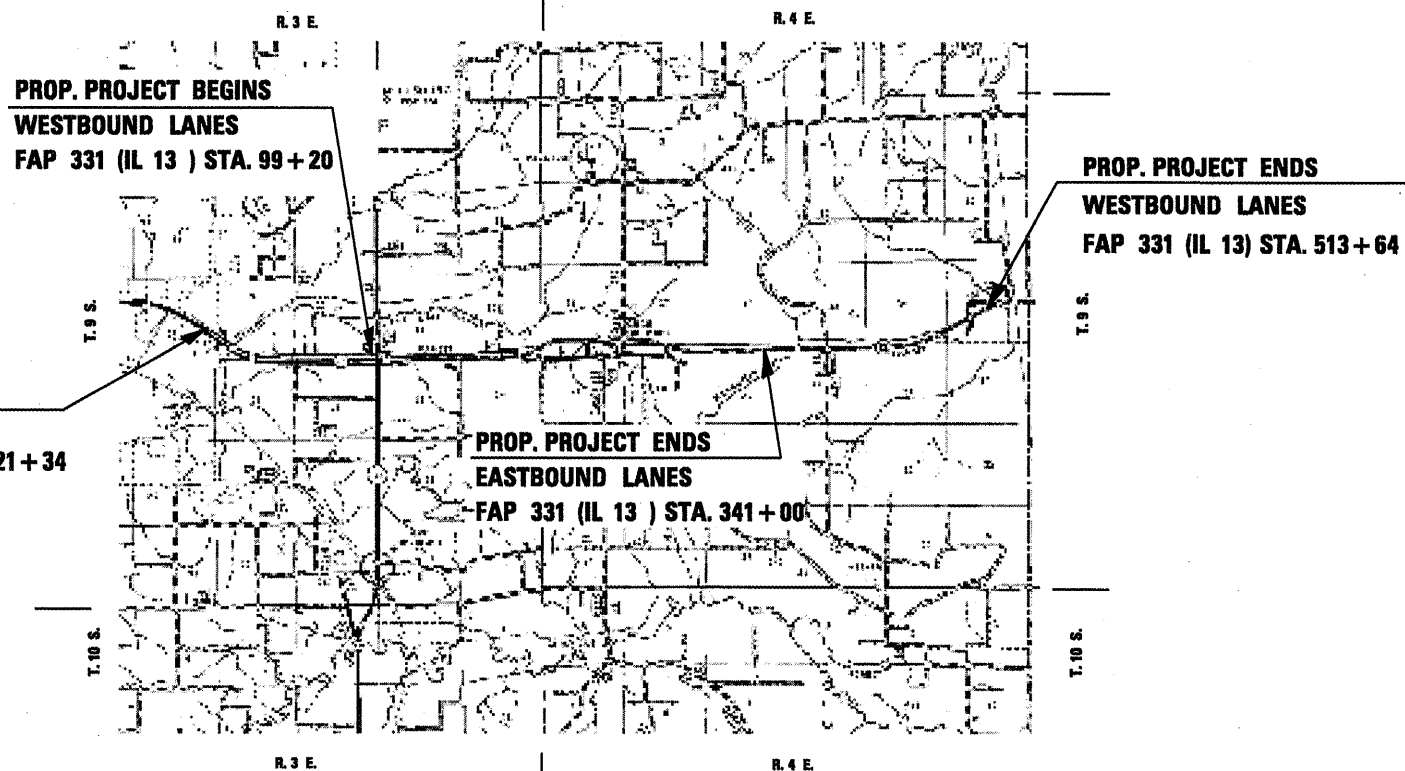 R. 3 E.
R. 4 E.
PROP. PROJECT BEGINS
WESTBOUND LANES
FAP 331 (IL 13 ) STA. 99+20
PROP. PROJECT ENDS
WESTBOUND LANES
FAP 331 (IL 13) STA. 513+64
T. 9 S.
T. 9 S.
21+34
PROP. PROJECT ENDS
EASTBOUND LANES
FAP 331 (IL 13 ) STA. 341+00
T. 10 S.
T. 10 S.
R. 3 E.
R. 4 E.